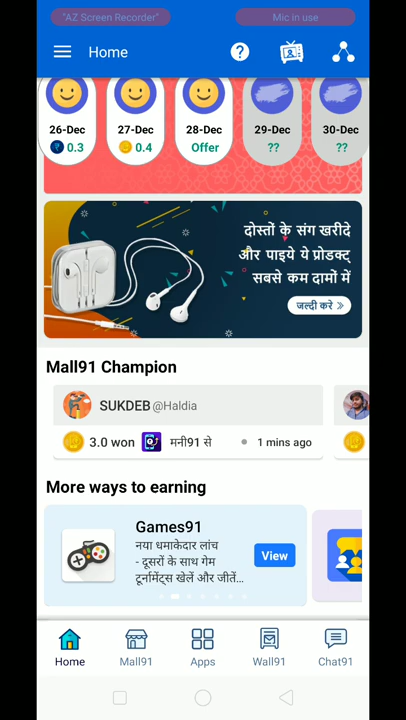 "AZ Screen Recorder"
Mic in use
Home
26-Dec
27-Dec
28-Dec
29-Dec
30-Dec
0.3
0.4
Offer
??
??
दोस्तों के संग खरीदे
और पाइये ये प्रोडक्ट्
सबसे कम दामों में
जल्दी करे
Mall91 Champion
SUKDEB @Haldia
3.0 won
मनी91 से
1 mins ago
More ways to earning
Games91
नया धमाकेदार लांच
- दूसरों के साथ गेम
टूर्नामेंट्स खेलें और जीतें...
View
Home
Mall91
Apps
Wall91
Chat91